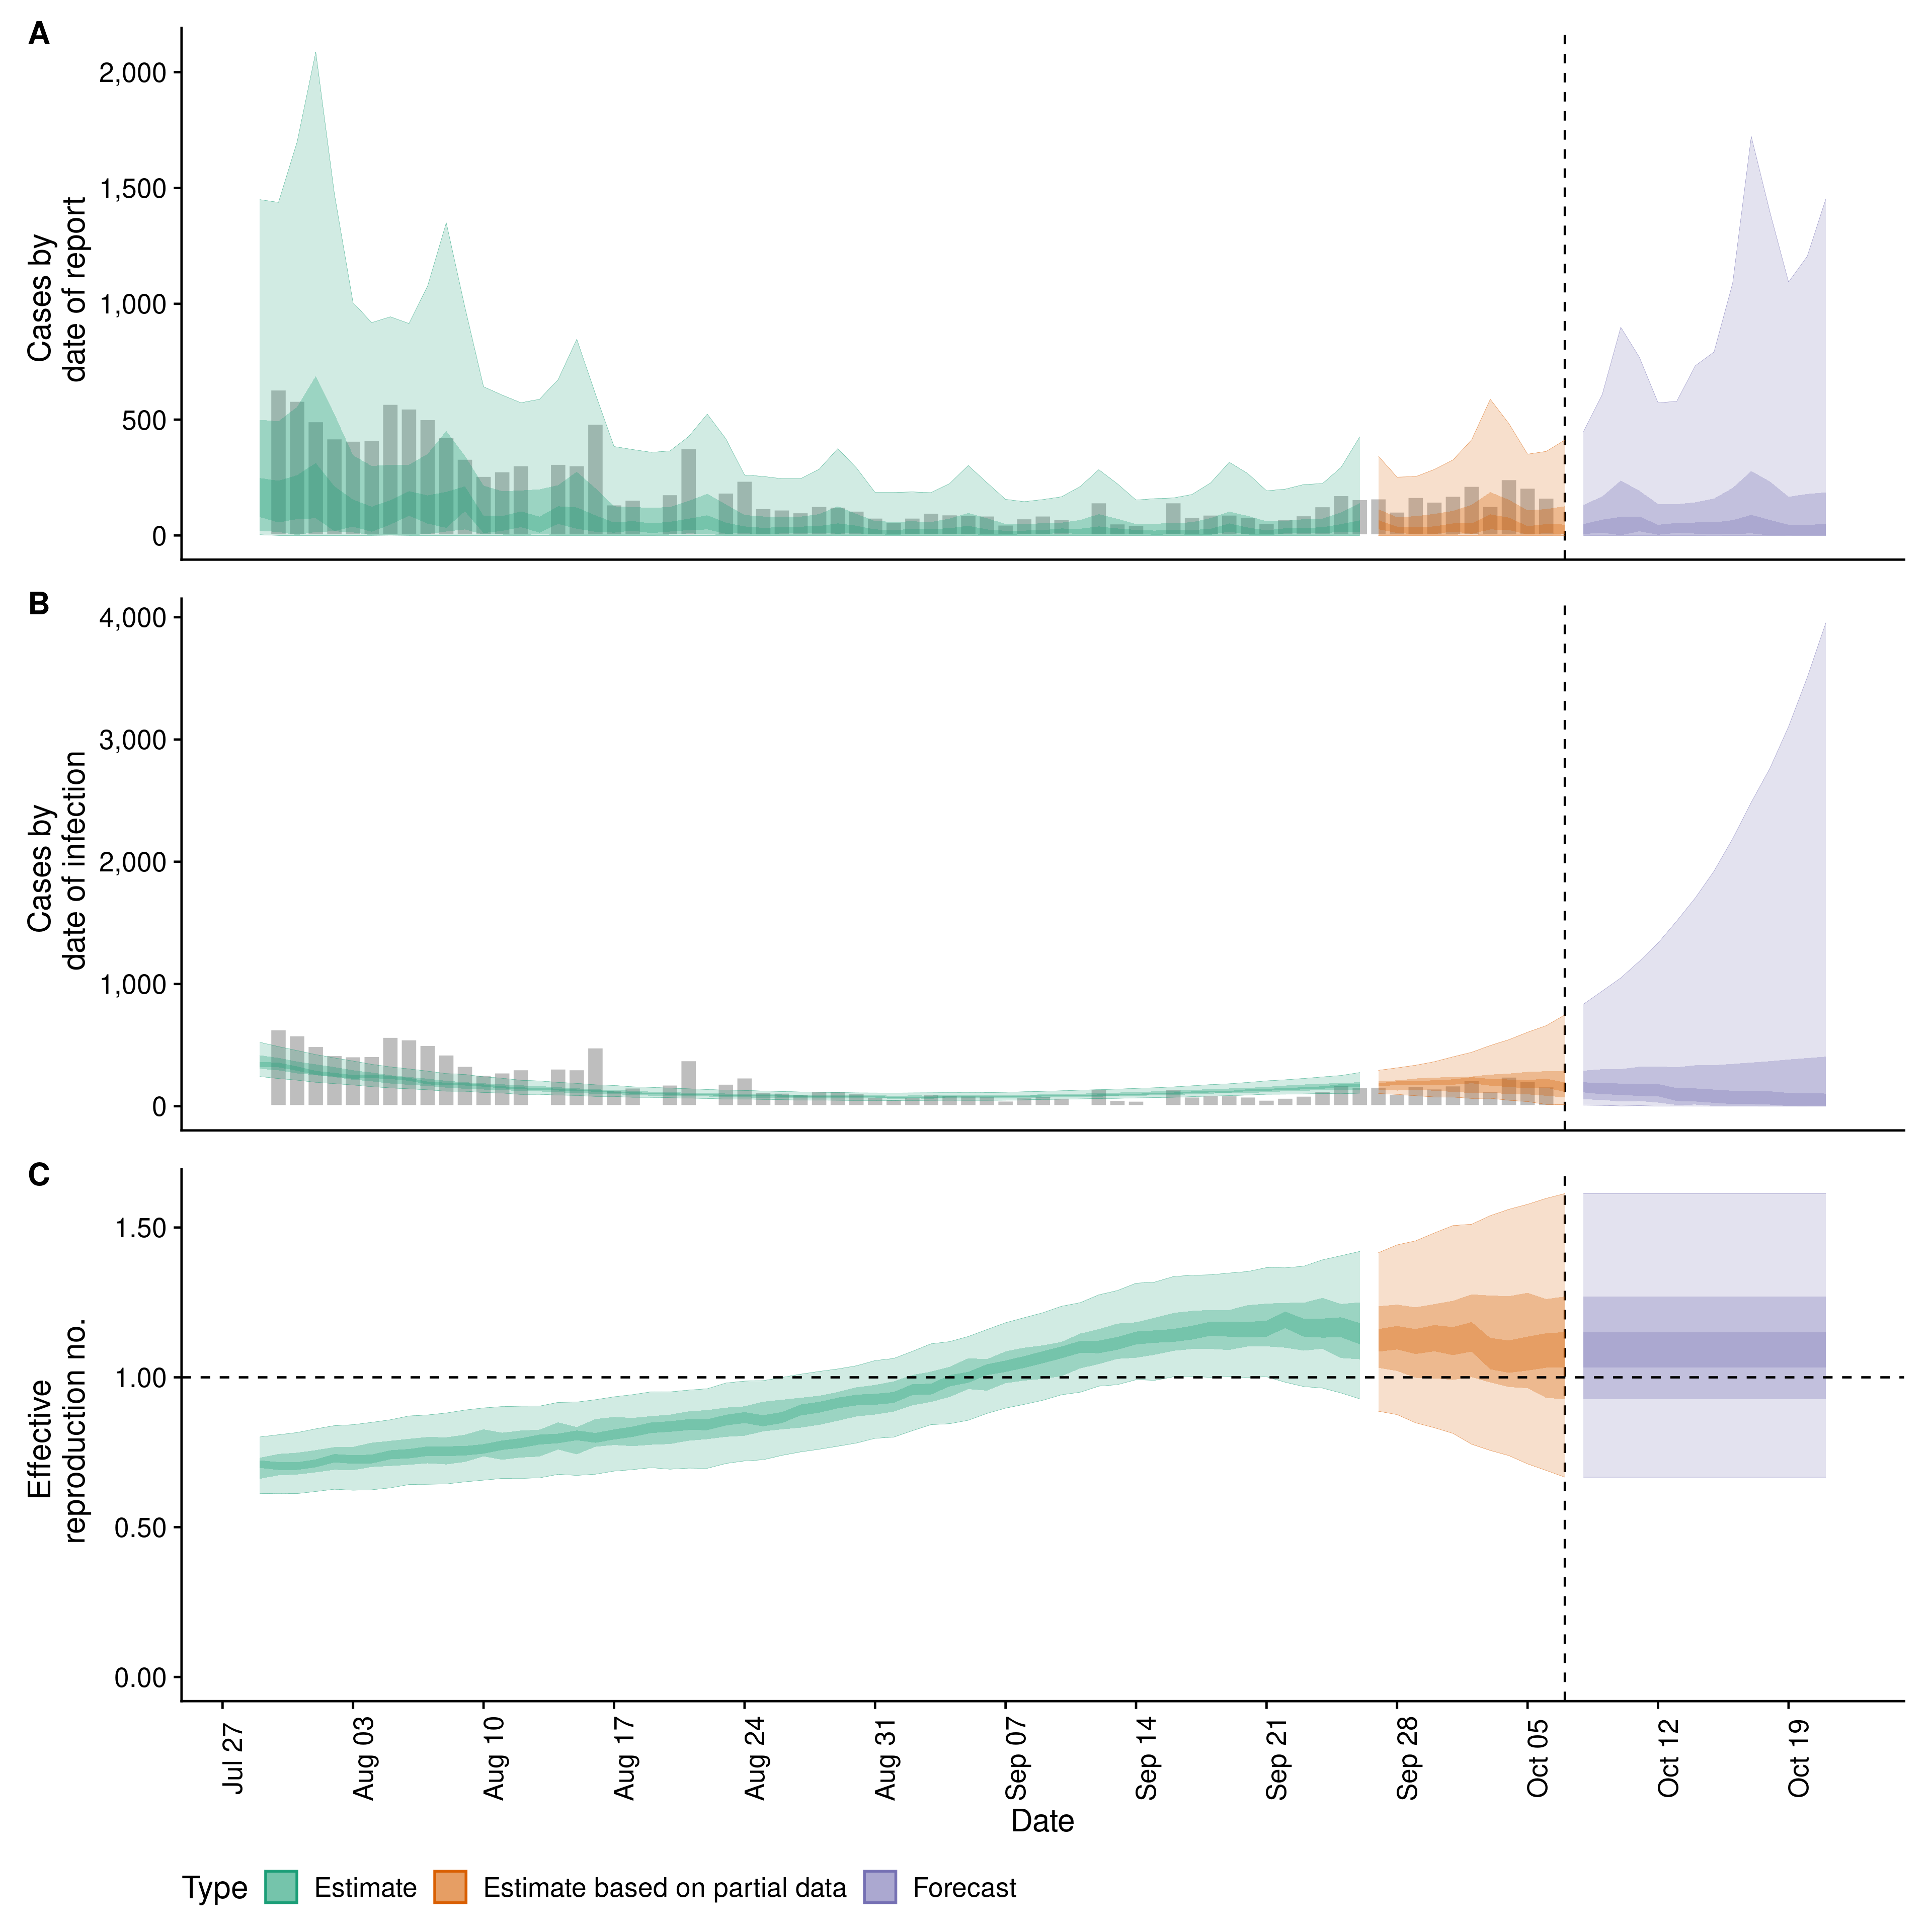 A
2,000
1,500
1,000
500
0
Cases by
date of report
B
4,000
3,000
2,000
1,000
0
Cases by
date of infection
C
1.50
1.00
0.50
0.00
Effective
reproduction no.
Jul 27
Aug 03
Aug 10
Aug 17
Aug 24
Aug 31
Sep 07
Sep 14
Sep 21
Sep 28
Oct 05
Oct 12
Oct 19
Date
Type Estimate Estimate based on partial data Forecast